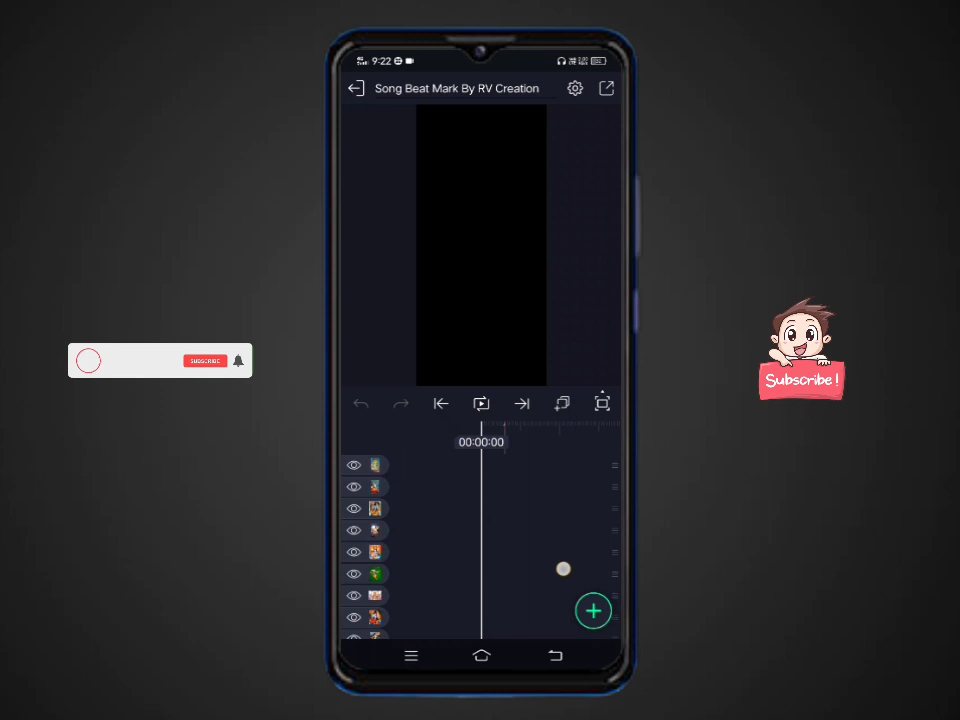 9:22
Song Beat Mark By RV Creation
SUBSCRIBE
Subscribe!
00:00:00